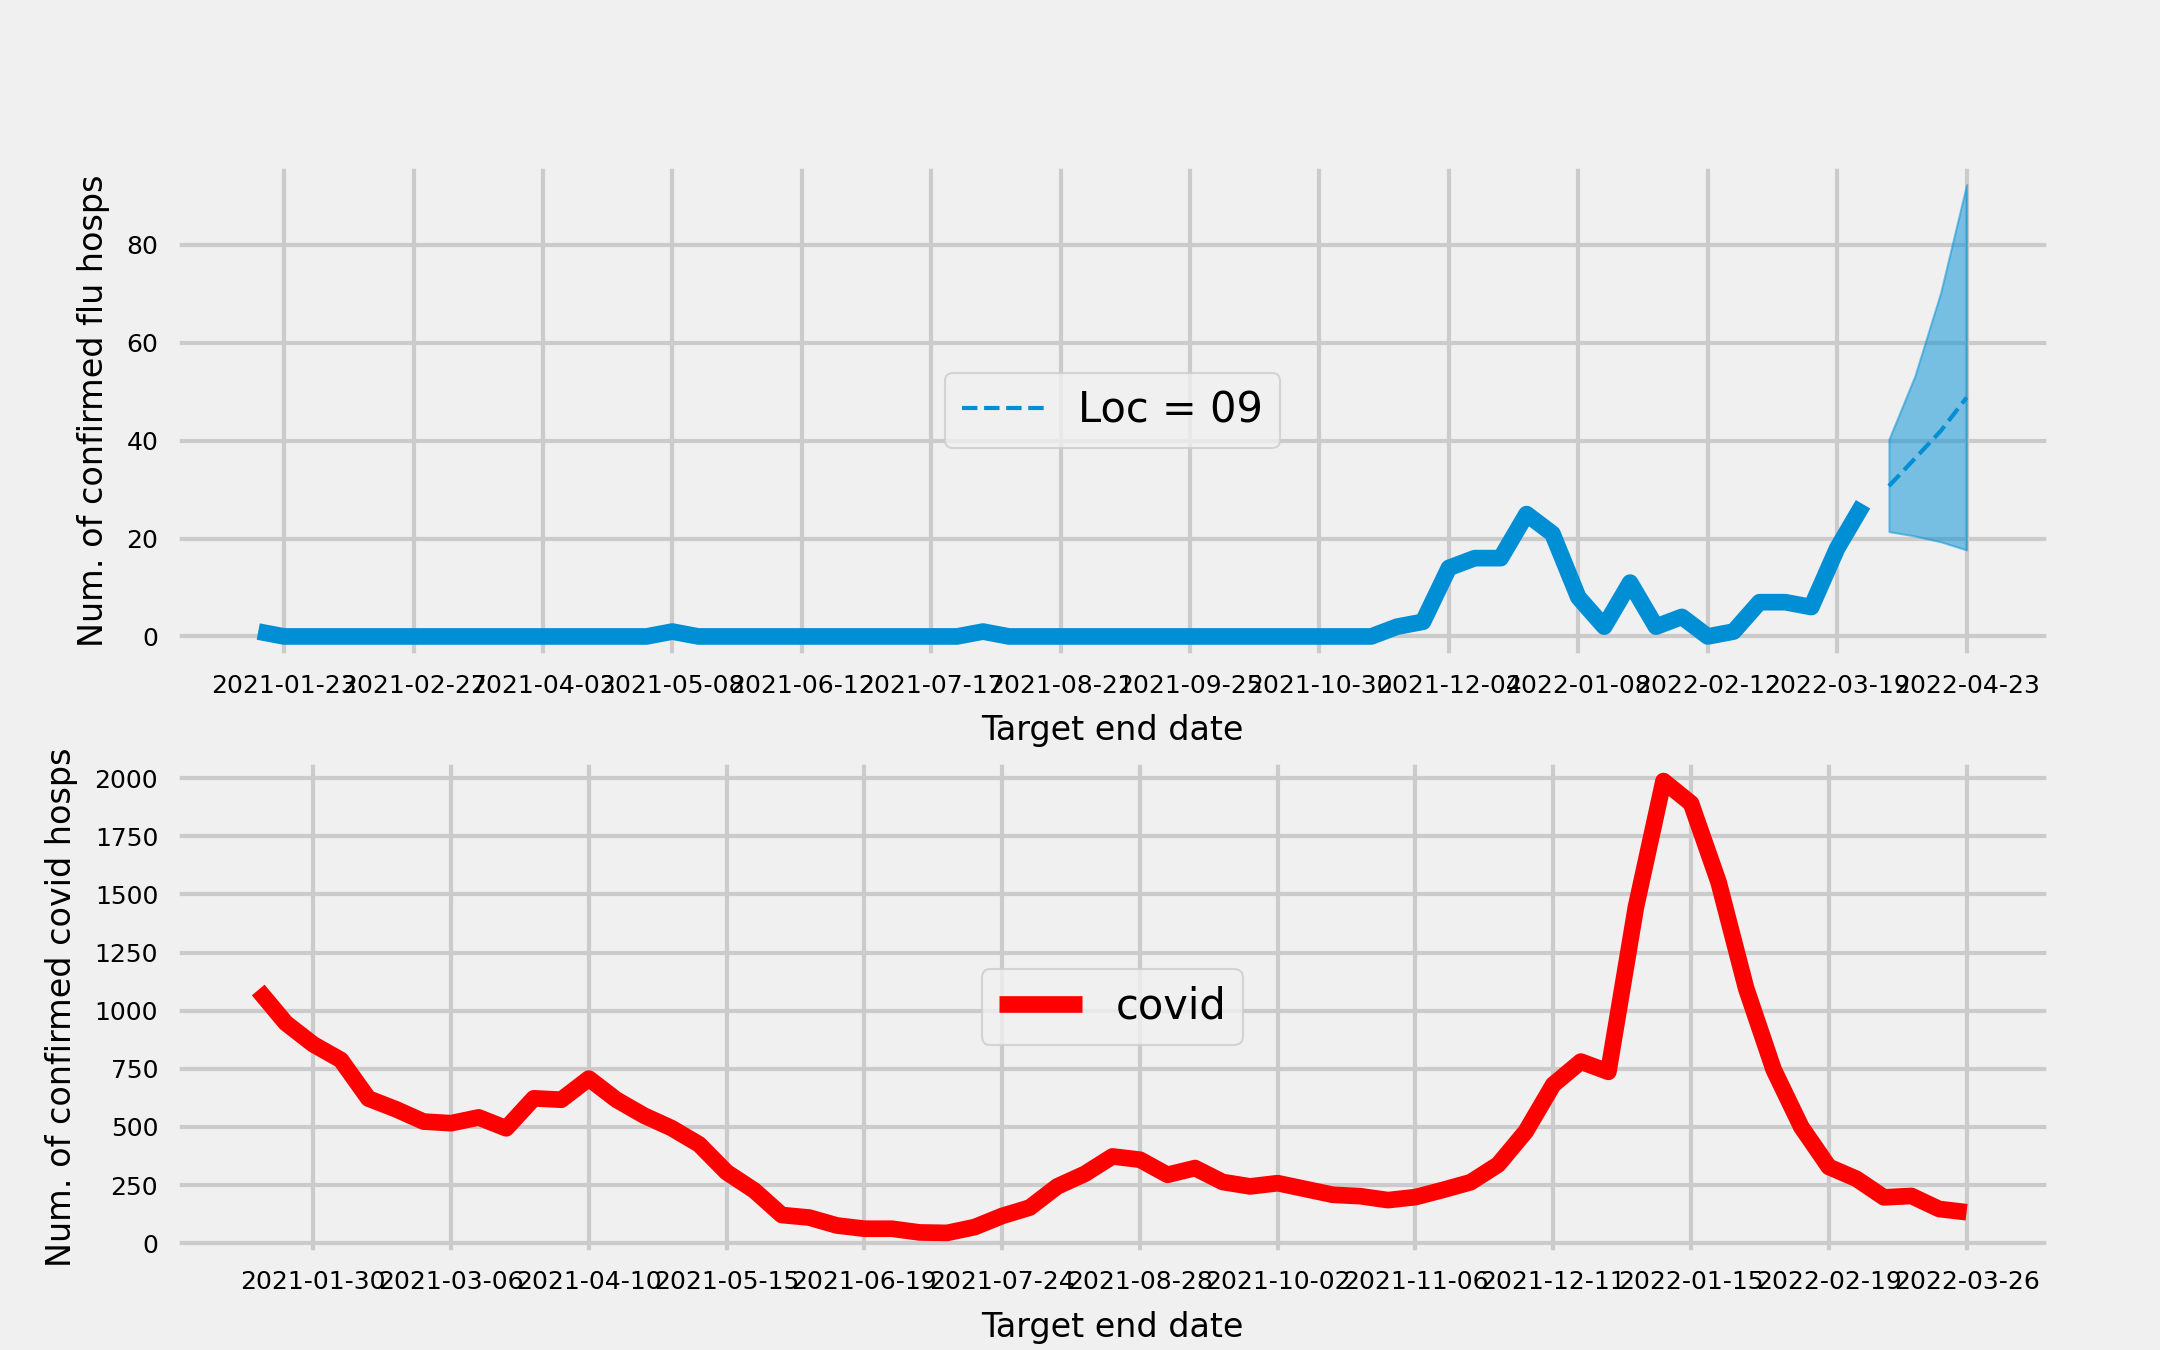 Num. of confirmed flu hosps
80
60
40
20
0
Loc = 09
2021-01-23 2021-02-27 2021-04-03 2021-05-08 2021-06-12 2021-07-17 2021-08-21 2021-09-25 2021-10-30 2021-12-04 2022-01-08 2022-02-12 2022-03-19 2022-04-23
Target end date
Num. of confirmed covid hosps
2000
1750
1500
1250
1000
750
500
250
0
covid
2021-01-30 2021-03-06 2021-04-10 2021-05-15 2021-06-19 2021-07-24 2021-08-28 2021-10-02 2021-11-06 2021-12-11 2022-01-15 2022-02-19 2022-03-26
Target end date